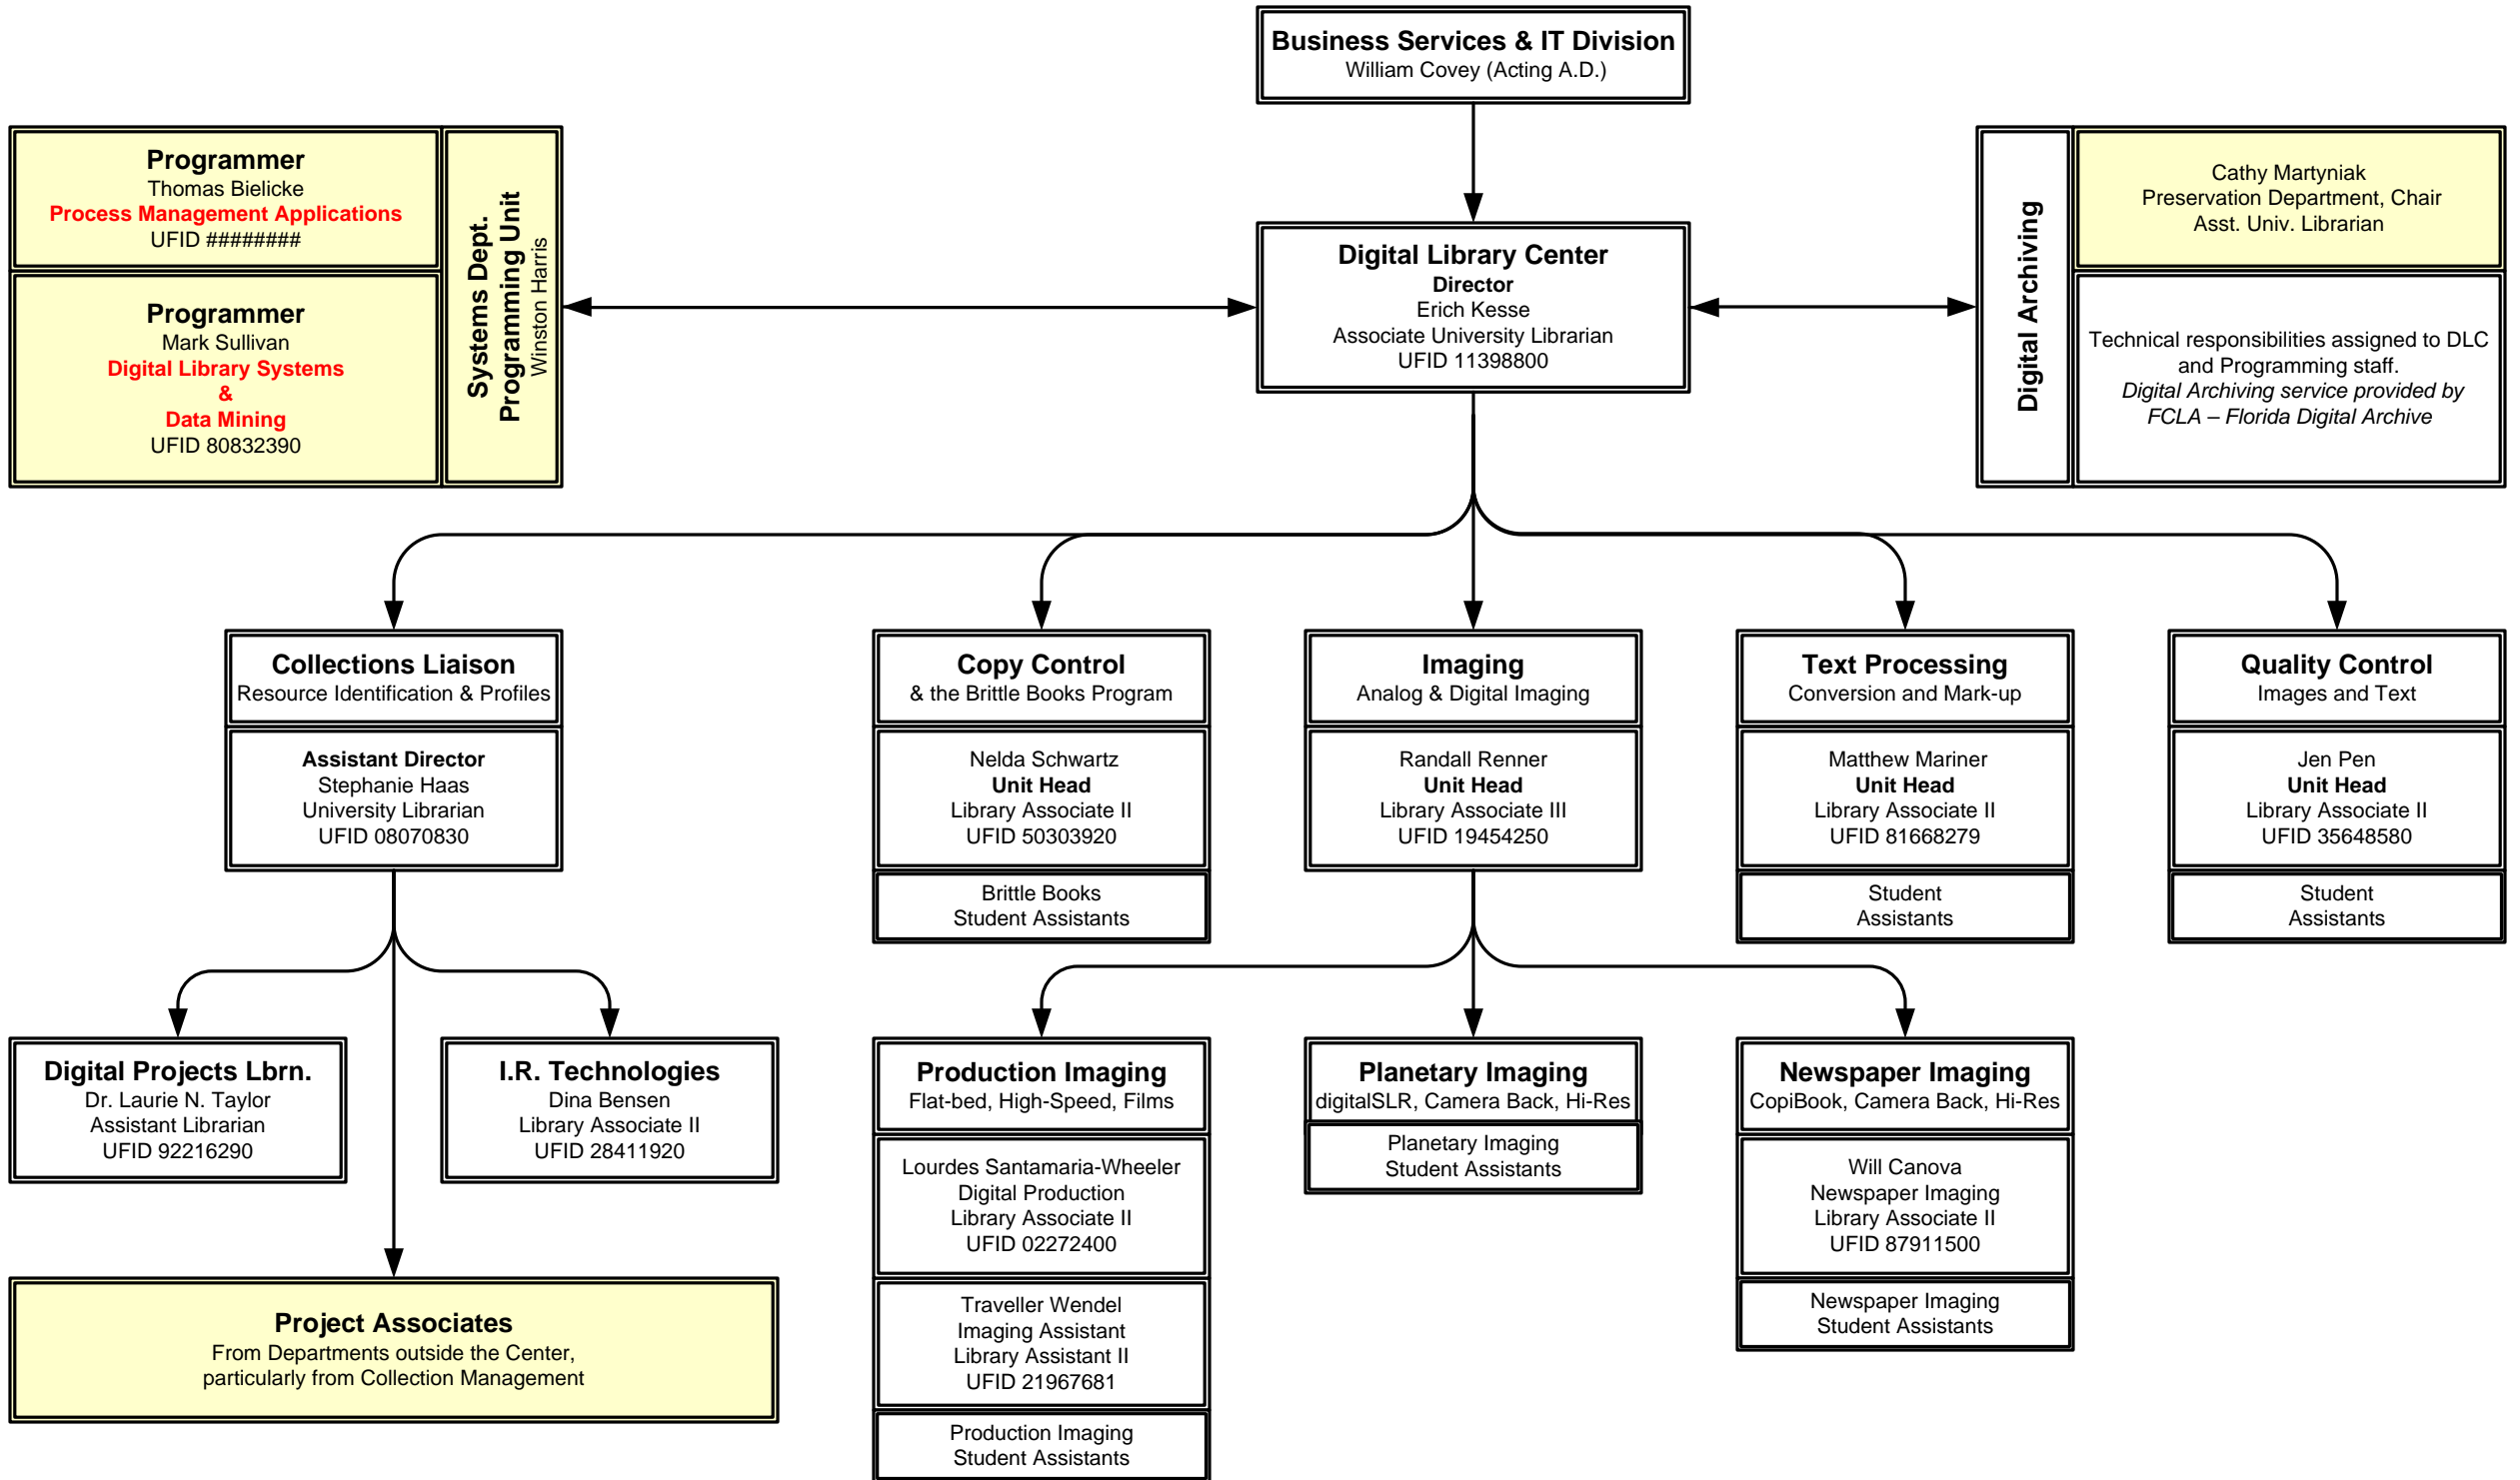 Business Services & IT Division
William Covey (Acting A.D.)
Programmer
Thomas Bielicke
Process Management Applications
UFID ########
Programmer
Mark Sullivan
Digital Library Systems
&
Data Mining
UFID 80832390
Systems Dept.
Programming Unit
Winston Harris
Digital Library Center
Director
Erich Kesse
Associate University Librarian
UFID 11398800
Digital Archiving
Cathy Martyniak
Preservation Department, Chair
Asst. Univ. Librarian
Technical responsibilities assigned to DLC
and Programming staff.
Digital Archiving service provided by
FCLA – Florida Digital Archive
Collections Liaison
Resource Identification & Profiles
Assistant Director
Stephanie Haas
University Librarian
UFID 08070830
Copy Control
& the Brittle Books Program
Nelda Schwartz
Unit Head
Library Associate II
UFID 50303920
Brittle Books
Student Assistants
Imaging
Analog & Digital Imaging
Randall Renner
Unit Head
Library Associate III
UFID 19454250
Text Processing
Conversion and Mark-up
Matthew Mariner
Unit Head
Library Associate II
UFID 81668279
Student
Assistants
Quality Control
Images and Text
Jen Pen
Unit Head
Library Associate II
UFID 35648580
Student
Assistants
Digital Projects Lbrn.
Dr. Laurie N. Taylor
Assistant Librarian
UFID 92216290
I.R. Technologies
Dina Bensen
Library Associate II
UFID 28411920
Project Associates
From Departments outside the Center,
particularly from Collection Management
Production Imaging
Flat-bed, High-Speed, Films
Lourdes Santamaria-Wheeler
Digital Production
Library Associate II
UFID 02272400
Traveller Wendel
Imaging Assistant
Library Assistant II
UFID 21967681
Production Imaging
Student Assistants
Planetary Imaging
digitalSLR, Camera Back, Hi-Res
Planetary Imaging
Student Assistants
Newspaper Imaging
CopiBook, Camera Back, Hi-Res
Will Canova
Newspaper Imaging
Library Associate II
UFID 87911500
Newspaper Imaging
Student Assistants